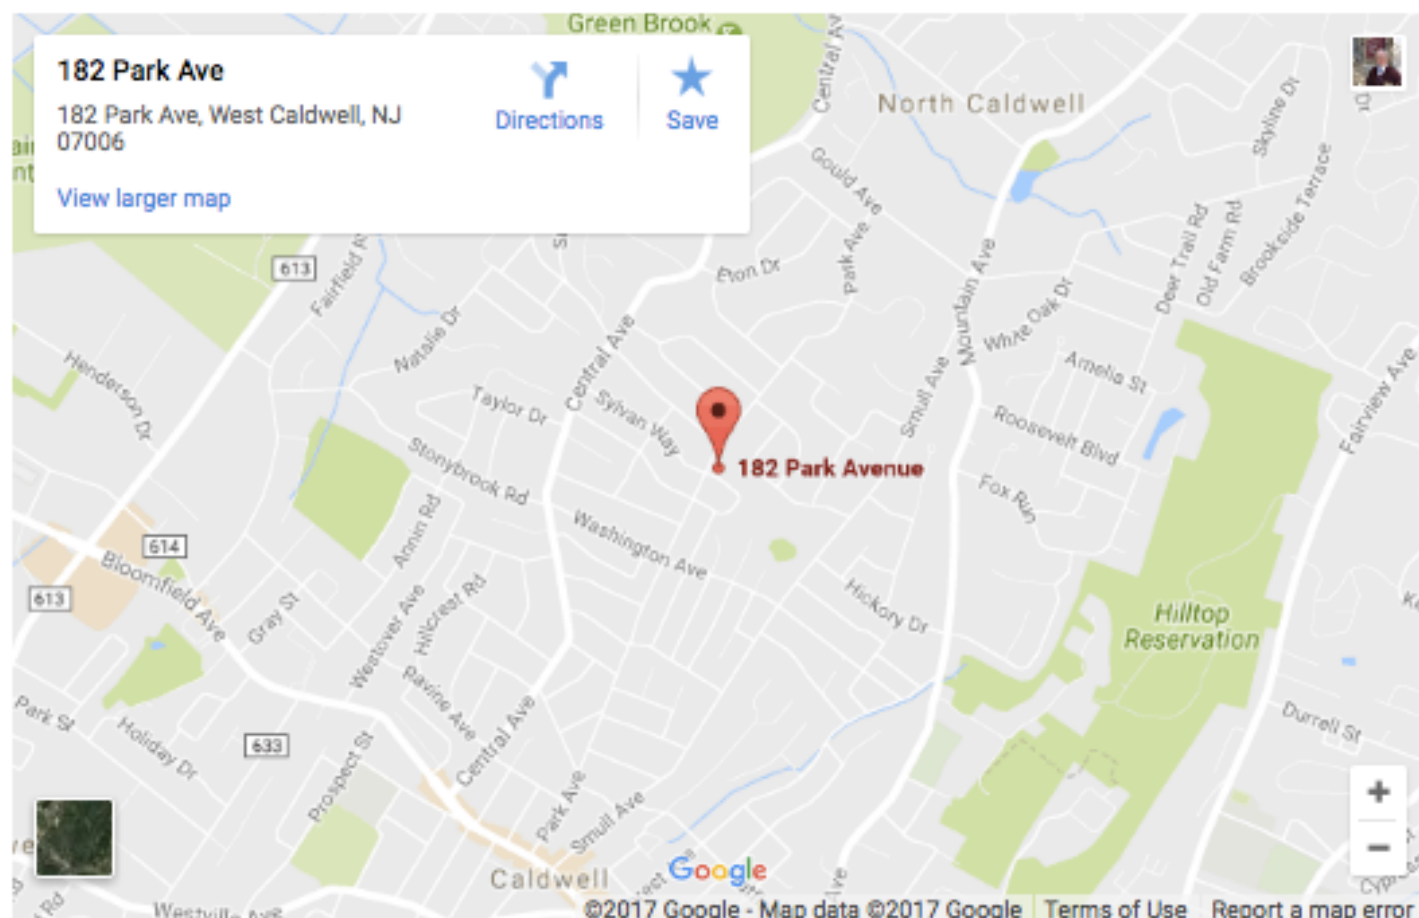 Green Brook
182 Park Ave
182 Park Ave, West Caldwell, NJ
07006
Directions
Save
View larger map
North Caldwell
Central Av
Skyline Dr
Gould Ave
Park Ave
Brookside Terrace
Old Farm Rd
Deer Trail Rd
613
Fairfield
Eton Dr
Mountain Ave
White Oak Dr
Natalie Dr
Central Ave
Henderson Dr
Taylor Dr
Sylvan Way
Smull Ave
Amelia St
Roosevelt Blvd
Fairview Ave
182 Park Avenue
Stonybrook Rd
Fox Run
Annin Rd
Washington Ave
614
Bloomfield Ave
613
Gray St
Westover Ave
Hillcrest Rd
Hickory Dr
Hilltop
Reservation
Ravine Ave
Park St
Holiday Dr
633
Prospect St
Central Ave
Durrell St
Park Ave
Smull Ave
Caldwell
Google
Westville Ave
©2017 Google - Map data ©2017 Google
Terms of Use
Report a map error